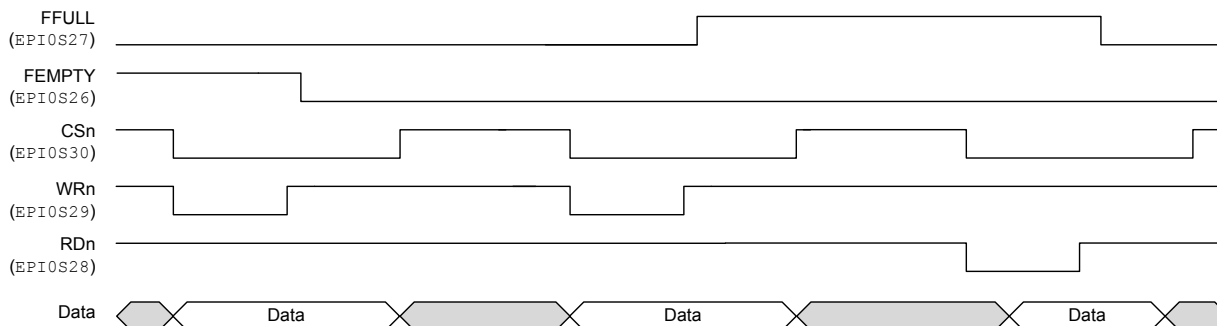 FFULL
(EPI0S27)
FEMPTY
(EPI0S26)
CSn
(EPI0S30)
WRn
(EPI0S29)
RDn
(EPI0S28)
Data
Data
Data
Data